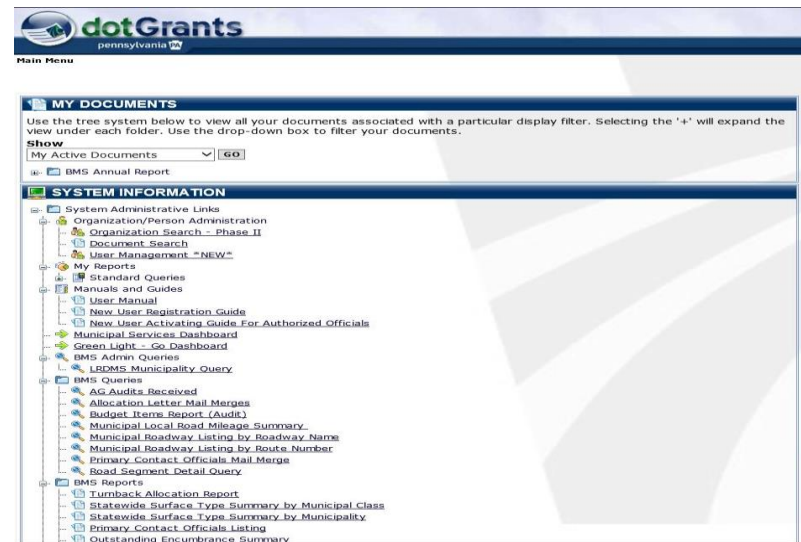 dotGrants
pennsylvania PA
Main Menu
MY DOCUMENTS
Use the tree system below to view all your documents associated with a particular display filter. Selecting the '+' will expand the
view under each folder. Use the drop-down box to filter your documents.
Show
My Active Documents GO
BMS Annual Report
SYSTEM INFORMATION
System Administrative Links
Organization/Person Administration
Organization Search - Phase II
Document Search
User Management *NEW*
My Reports
Standard Queries
Manuals and Guides
User Manual
New User Registration Guide
New User Activating Guide For Authorized Officials
Municipal Services Dashboard
Green Light - Go Dashboard
BMS Admin Queries
LRDMS Municipality Query
BMS Queries
AG Audits Received
Allocation Letter Mail Merges
Budget Items Report (Audit)
Municipal Local Road Mileage Summary
Municipal Roadway Listing by Roadway Name
Municipal Roadway Listing by Route Number
Primary Contact Officials Mail Merge
Road Segment Detail Query
BMS Reports
Turnback Allocation Report
Statewide Surface Type Summary by Municipal Class
Statewide Surface Type Summary by Municipality
Primary Contact Officials Listing
Outstanding Encumbrance Summary